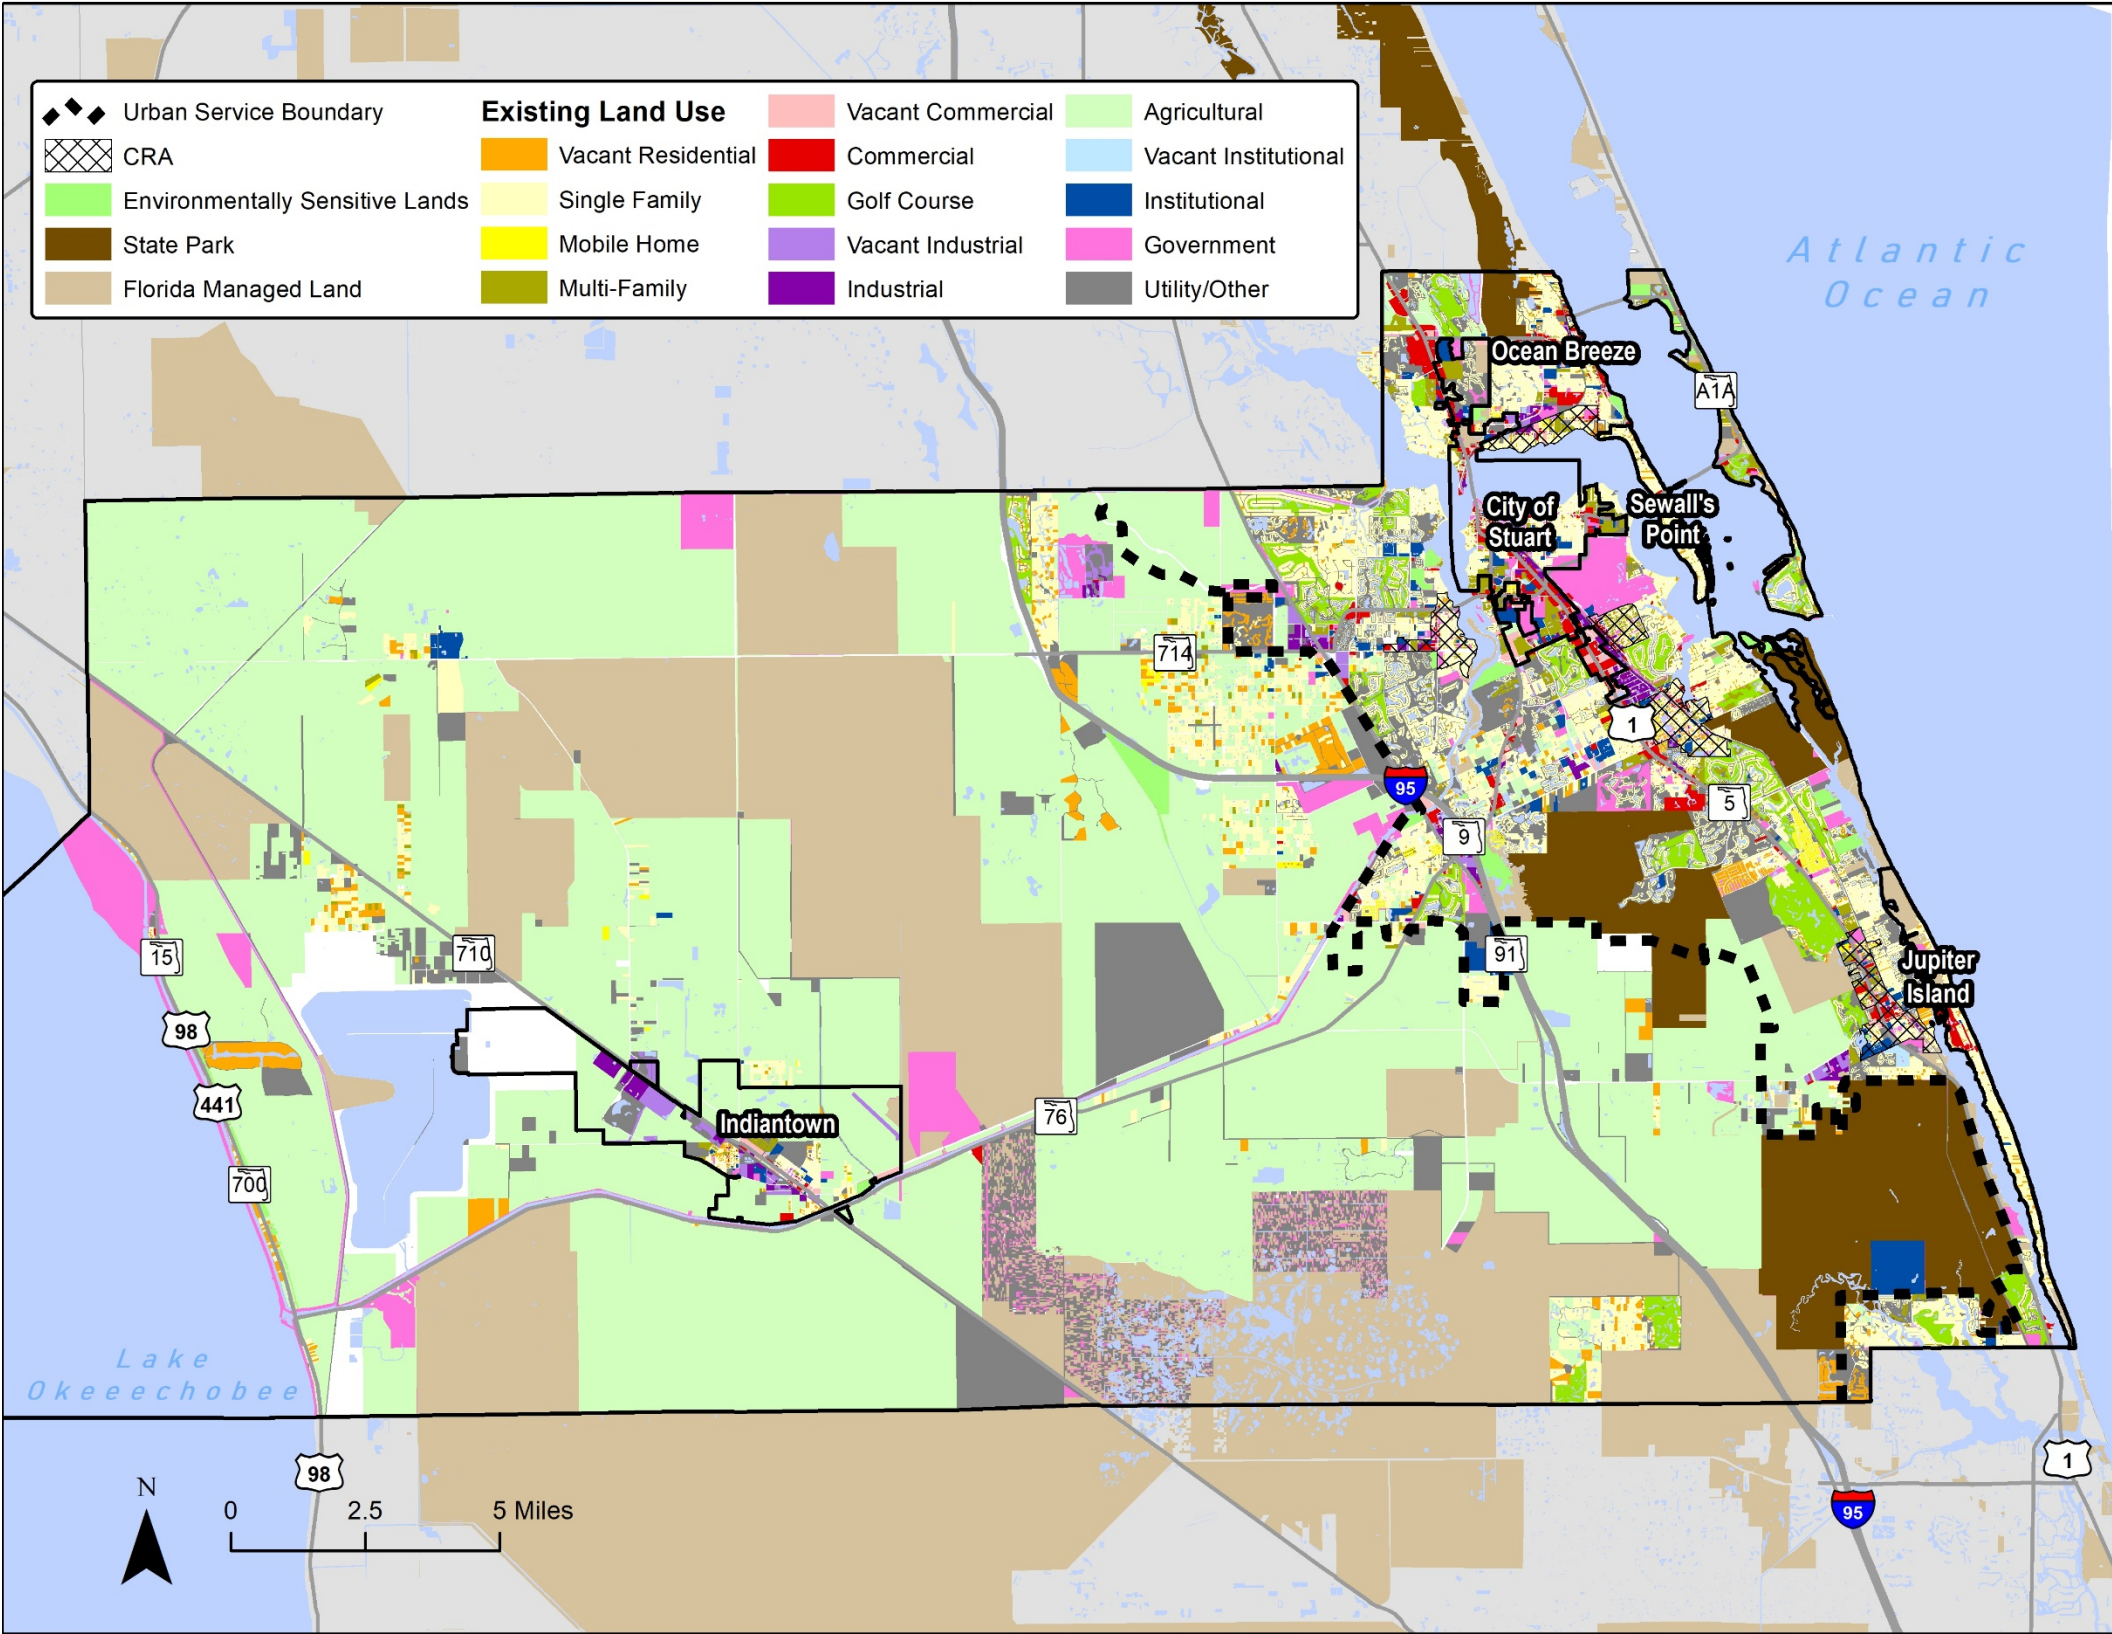 Urban Service Boundary
CRA
Environmentally Sensitive Lands
State Park
Florida Managed Land
Existing Land Use
Vacant Residential
Single Family
Mobile Home
Multi-Family
Vacant Commercial
Commercial
Golf Course
Vacant Industrial
Industrial
Agricultural
Vacant Institutional
Institutional
Government
Utility/Other
Atlantic
Ocean
Ocean Breeze
A1A
City of
Stuart
Sewall's
Point
714
1
95
5
9
15
710
91
Jupiter
Island
98
441
76
Indiantown
700
Lake
Okeeechobee
98
1
95
N
0
2.5
5 Miles